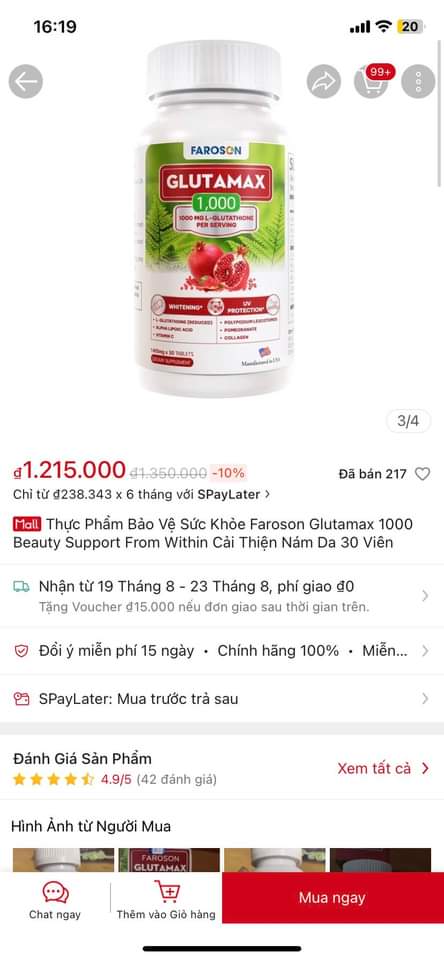 16:19
20
99+
FAROSON
GLUTAMAX
1,000
1000 MG L-GLUTATHIONE
PER SERVING
WHITENING*
UV
PROTECTION*
• L-GLUTATHIONE (REDUCED)
• ALPHA LIPOIC ACID
• VITAMIN C
• POLYPODIUM LEUCOTOMOS
• POMEGRANATE
• COLLAGEN
Manufactured in USA
3/4
₫1.215.000 ₫1.350.000 -10%
Đã bán 217
Chỉ từ ₫238.343 x 6 tháng với SPayLater >
Mall Thực Phẩm Bảo Vệ Sức Khỏe Faroson Glutamax 1000
Beauty Support From Within Cải Thiện Nám Da 30 Viên
Nhận từ 19 Tháng 8 - 23 Tháng 8, phí giao ₫0
Tặng Voucher ₫15.000 nếu đơn giao sau thời gian trên.
Đổi ý miễn phí 15 ngày • Chính hãng 100% • Miễn...
SPayLater: Mua trước trả sau
Đánh Giá Sản Phẩm
4.9/5 (42 đánh giá)
Xem tất cả
Hình Ảnh từ Người Mua
FAROSON
GLUTAMAX
Chat ngay
Thêm vào Giỏ hàng
Mua ngay